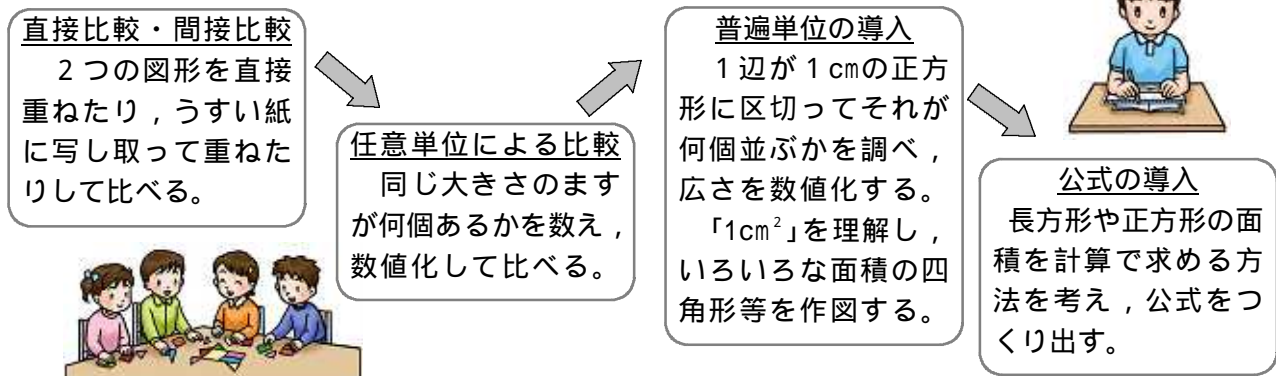 直接比較・間接比較
2つの図形を直接
重ねたり，うすい紙
に写し取って重ねた
りして比べる。
任意単位による比較
同じ大きさのます
が何個あるかを数え，
数値化して比べる。
普遍単位の導入
1辺が1㎝の正方
形に区切ってそれが
何個並ぶかを調べ，
広さを数値化する。
「1㎝²」を理解し，
いろいろな面積の四
角形等を作図する。
公式の導入
長方形や正方形の面
積を計算で求める方
法を考え，公式をつ
くり出す。